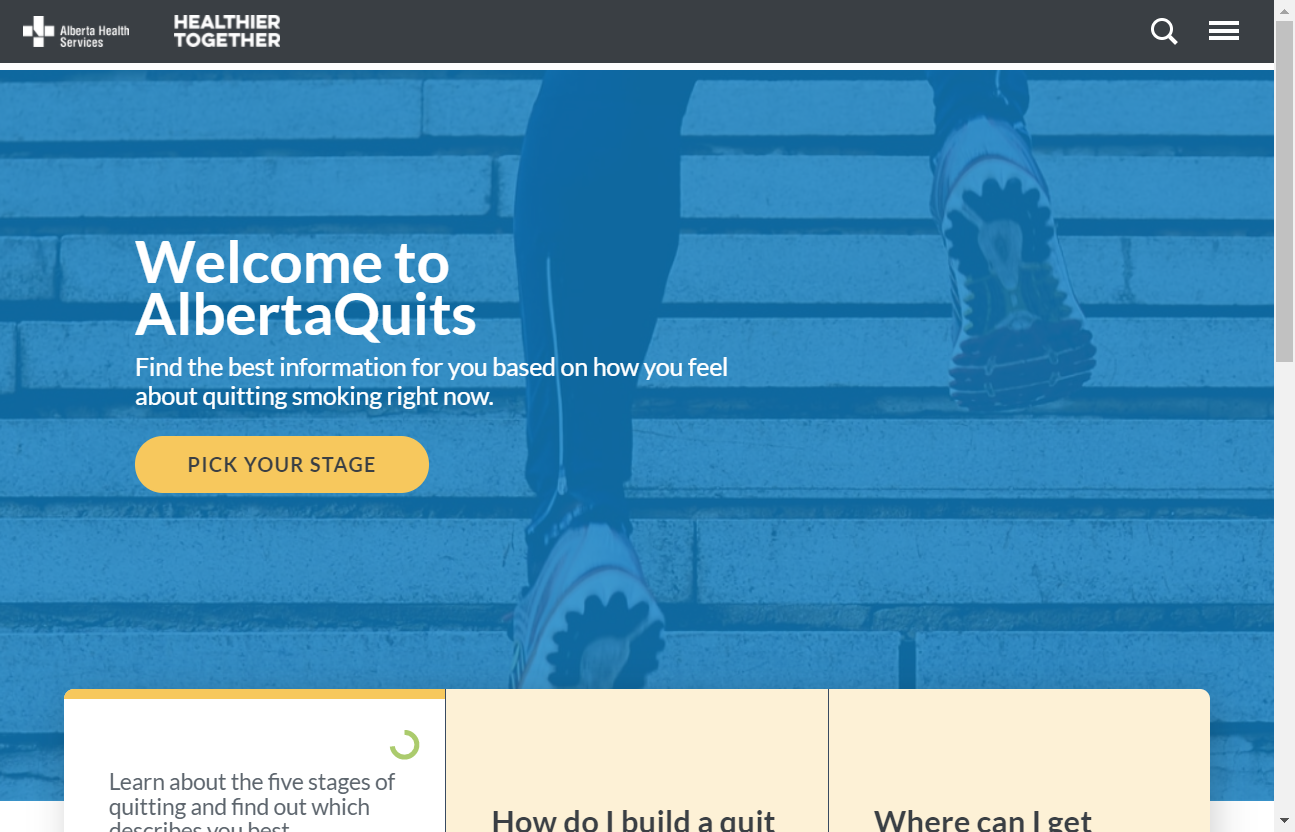 Alberta Health
Services
HEALTHIER
TOGETHER
Welcome to
AlbertaQuits
Find the best information for you based on how you feel
about quitting smoking right now.
PICK YOUR STAGE
Learn about the five stages of
quitting and find out which
describes you best.
How do I build a quit
Where can I get